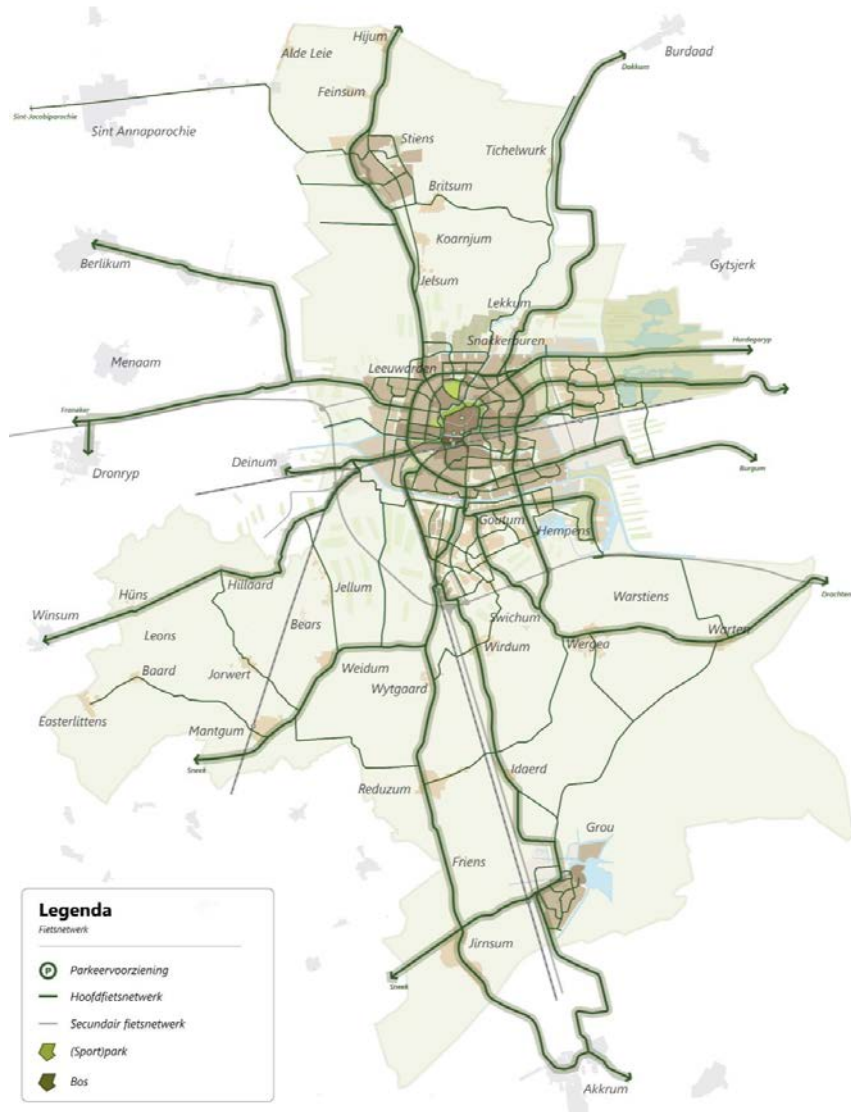 Hijum
Alde Leie
Burdaad
Dokkum
Feinsum
Sint-Jacobiparochie
Sint Annaparochie
Stiens
Tichelwurk
Britsum
Koarnjum
Berlikum
Gytsjerk
Jelsum
Lekkum
Snakkerburen
Hurdegaryp
Menaam
Leeuwarden
Franeker
Dronryp
Deinum
Burgum
Goutum
Hempens
Hillaard
Jellum
Hüns
Warstiens
Drachten
Winsum
Leons
Bears
Swichum
Wirdum
Wergea
Warten
Baard
Jorwert
Weidum
Wytgaard
Easterlittens
Mantgum
Sneek
Reduzum
Idaerd
Grou
Friens
Jirnsum
Sneek
Akkrum
Legenda
Fietsnetwerk
P Parkeervoorziening
Hoofdfietsnetwerk
Secundair fietsnetwerk
(Sport)park
Bos